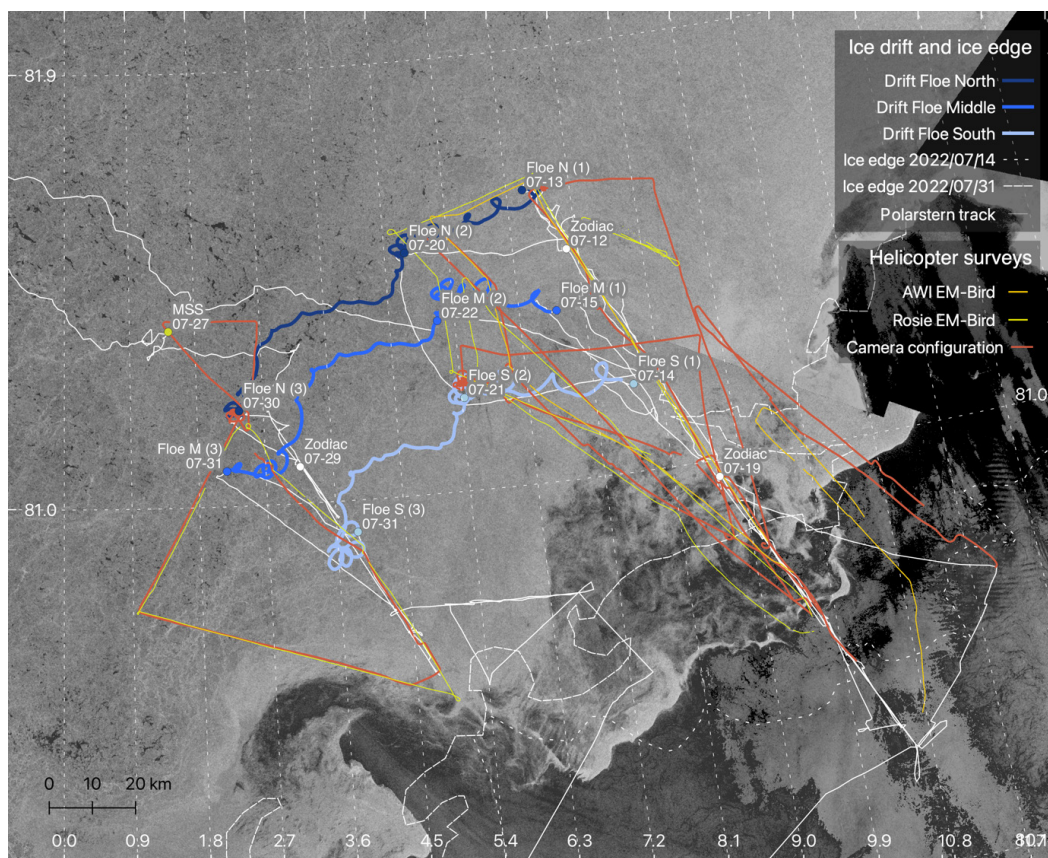 Ice drift and ice edge
Drift Floe North
Drift Floe Middle
Drift Floe South
Ice edge 2022/07/14
Ice edge 2022/07/31
Polarstern track
Helicopter surveys
AWI EM-Bird
Rosie EM-Bird
Camera configuration
81.9
Floe N (1)
07-13
Zodiac
07-12
Floe N (2)
07-20
Floe M (1)
07-15
Floe M (2)
07-22
MSS
07-27
Floe S (1)
07-14
Floe S (2)
07-21
81.0
Floe N (3)
07-30
Zodiac
07-29
Floe M (3)
07-31
Zodiac
07-19
81.0
Floe S (3)
07-31
0 10 20 km
0.0 0.9 1.8 2.7 3.6 4.5 5.4 6.3 7.2 8.1 9.0 9.9 10.8